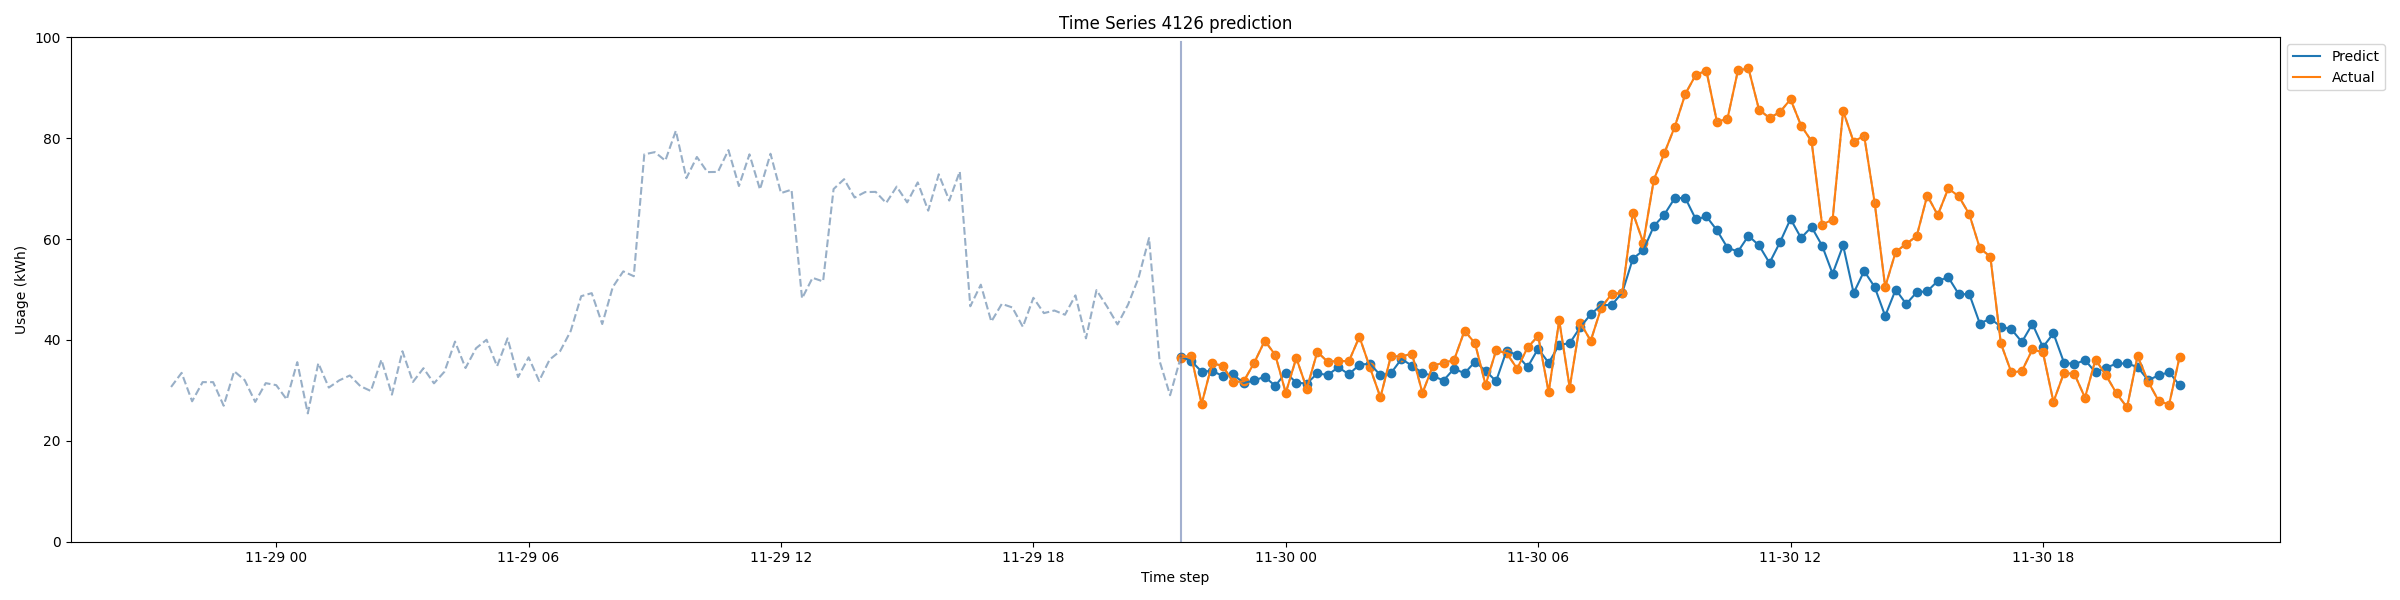 Time Series 4126 prediction
100
80
60
40
20
0
Usage (kWh)
11-29 00
11-29 06
11-29 12
11-29 18
11-30 00
11-30 06
11-30 12
11-30 18
Time step
Predict
Actual